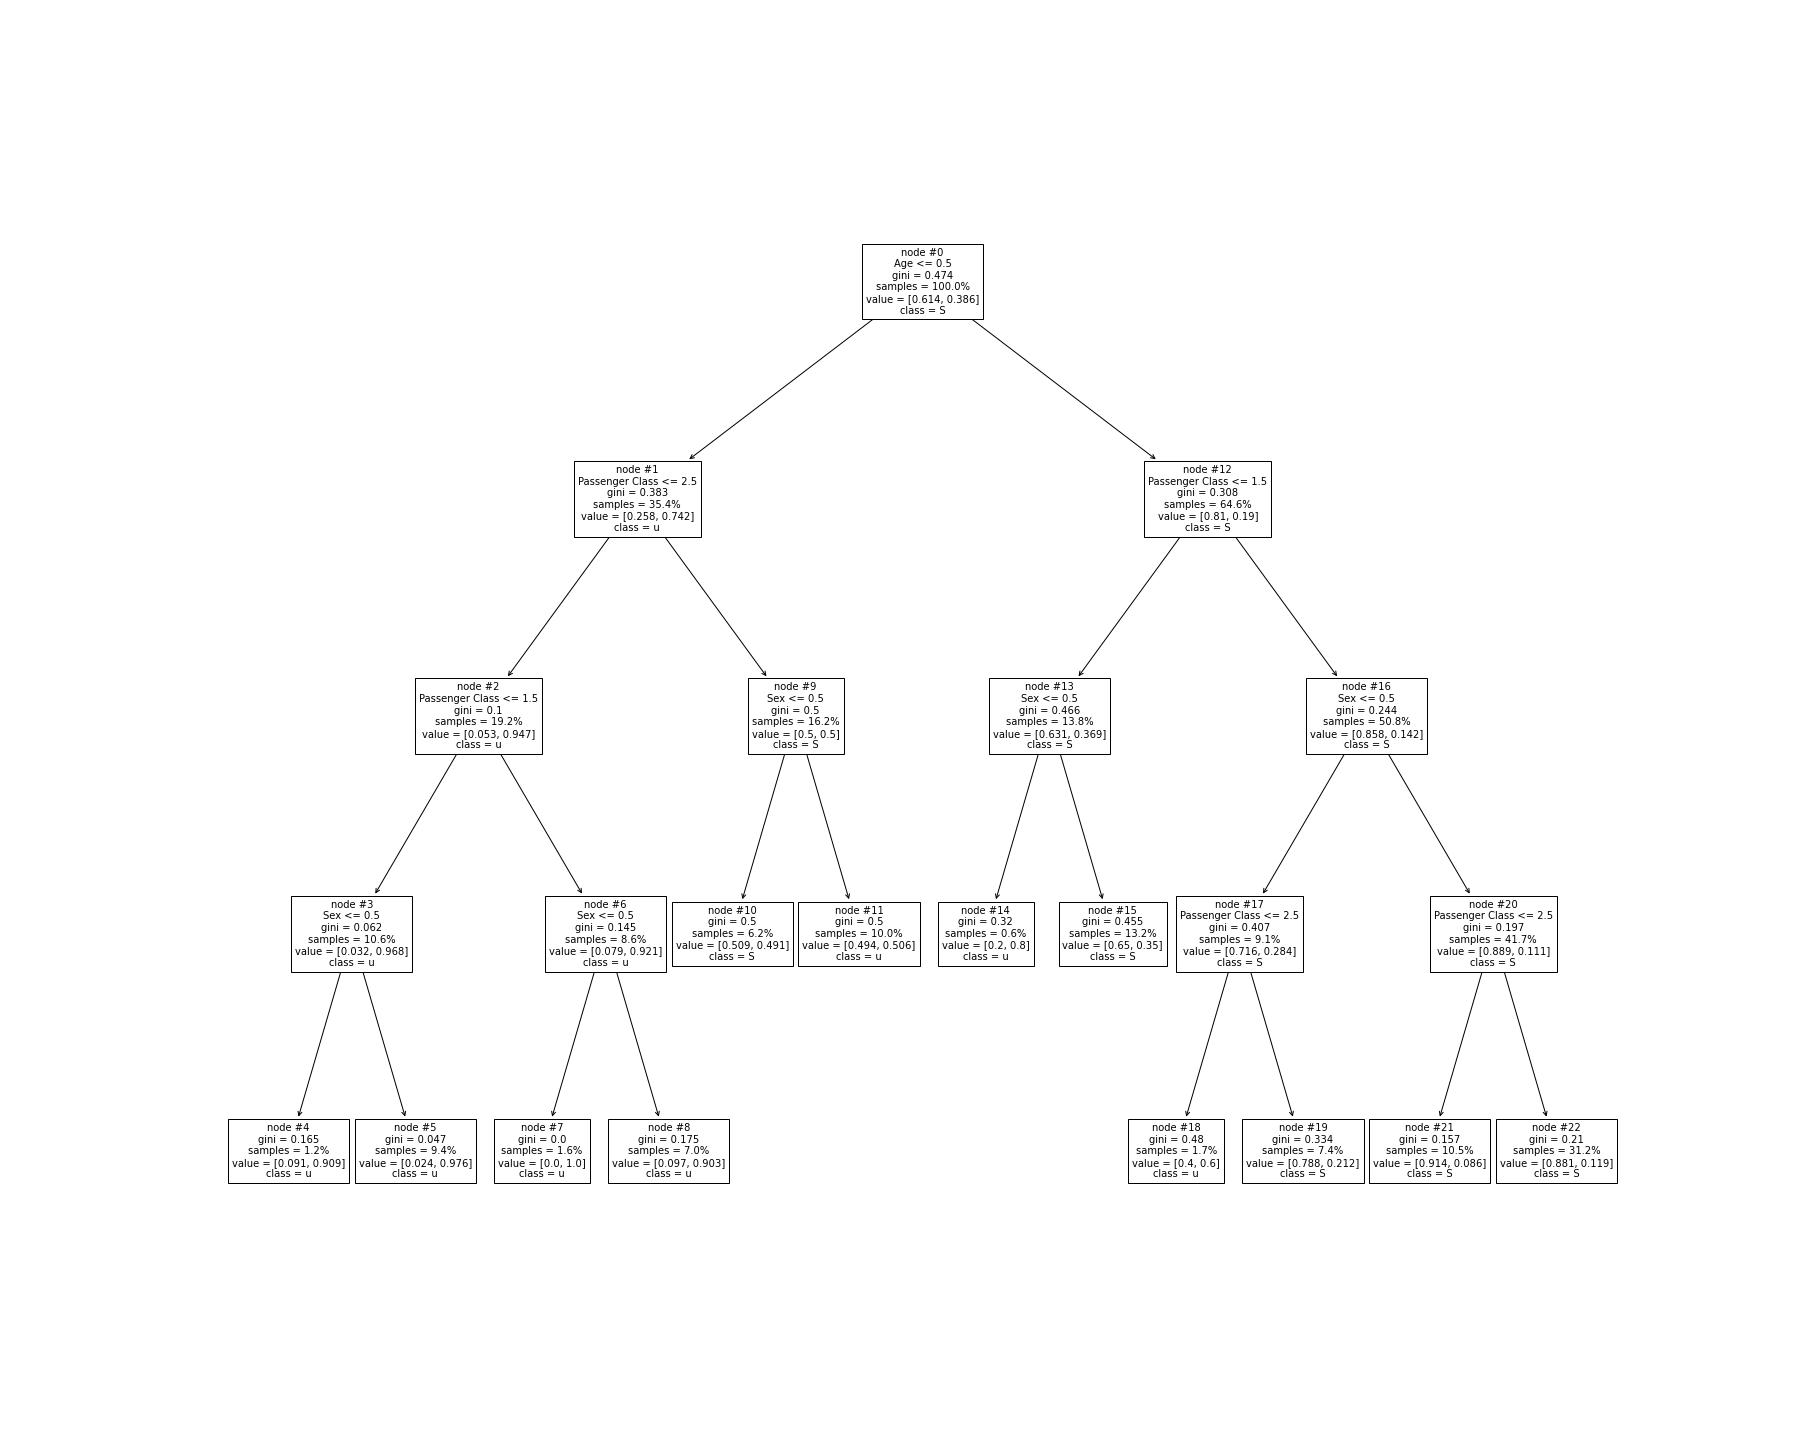 node #0
Age <= 0.5
gini = 0.474
samples = 100.0%
value = [0.614, 0.386]
class = S
node #1
Passenger Class <= 2.5
gini = 0.383
samples = 35.4%
value = [0.258, 0.742]
class = u
node #12
Passenger Class <= 1.5
gini = 0.308
samples = 64.6%
value = [0.81, 0.19]
class = S
node #2
Passenger Class <= 1.5
gini = 0.1
samples = 19.2%
value = [0.053, 0.947]
class = u
node #9
Sex <= 0.5
gini = 0.5
samples = 16.2%
value = [0.5, 0.5]
class = S
node #13
Sex <= 0.5
gini = 0.466
samples = 13.8%
value = [0.631, 0.369]
class = S
node #16
Sex <= 0.5
gini = 0.244
samples = 50.8%
value = [0.858, 0.142]
class = S
node #3
Sex <= 0.5
gini = 0.062
samples = 10.6%
value = [0.032, 0.968]
class = u
node #6
Sex <= 0.5
gini = 0.145
samples = 8.6%
value = [0.079, 0.921]
class = u
node #10
gini = 0.5
samples = 6.2%
value = [0.509, 0.491]
class = S
node #11
gini = 0.5
samples = 10.0%
value = [0.494, 0.506]
class = u
node #14
gini = 0.32
samples = 0.6%
value = [0.2, 0.8]
class = u
node #15
gini = 0.455
samples = 13.2%
value = [0.65, 0.35]
class = S
node #17
Passenger Class <= 2.5
gini = 0.407
samples = 9.1%
value = [0.716, 0.284]
class = S
node #20
Passenger Class <= 2.5
gini = 0.197
samples = 41.7%
value = [0.889, 0.111]
class = S
node #4
gini = 0.165
samples = 1.2%
value = [0.091, 0.909]
class = u
node #5
gini = 0.047
samples = 9.4%
value = [0.024, 0.976]
class = u
node #7
gini = 0.0
samples = 1.6%
value = [0.0, 1.0]
class = u
node #8
gini = 0.175
samples = 7.0%
value = [0.097, 0.903]
class = u
node #18
gini = 0.48
samples = 1.7%
value = [0.4, 0.6]
class = u
node #19
gini = 0.334
samples = 7.4%
value = [0.788, 0.212]
class = S
node #21
gini = 0.157
samples = 10.5%
value = [0.914, 0.086]
class = S
node #22
gini = 0.21
samples = 31.2%
value = [0.881, 0.119]
class = S